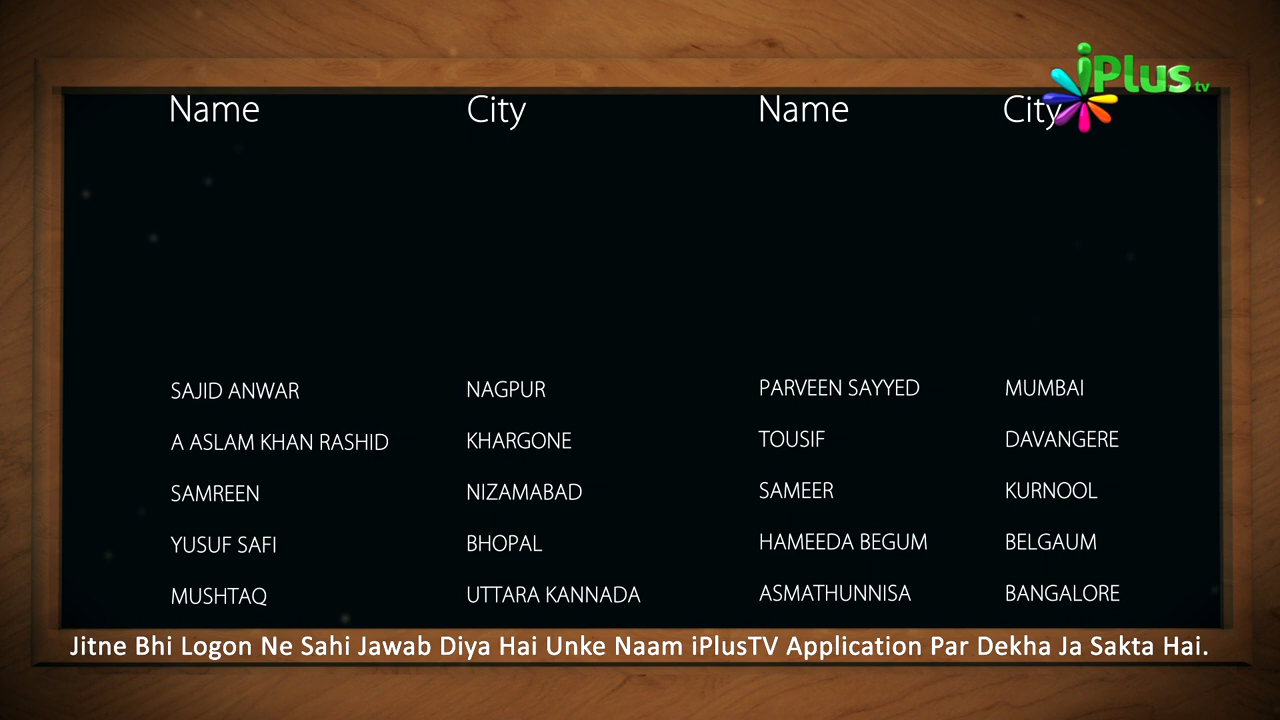 iPlus tv
Name City Name City
SAJID ANWAR NAGPUR PARVEEN SAYYED MUMBAI
A ASLAM KHAN RASHID KHARGONE TOUSIF DAVANGERE
SAMREEN NIZAMABAD SAMEER KURNOOL
YUSUF SAFI BHOPAL HAMEEDA BEGUM BELGAUM
MUSHTAQ UTTARA KANNADA ASMATHUNNISA BANGALORE
Jitne Bhi Logon Ne Sahi Jawab Diya Hai Unke Naam iPlusTV Application Par Dekha Ja Sakta Hai.